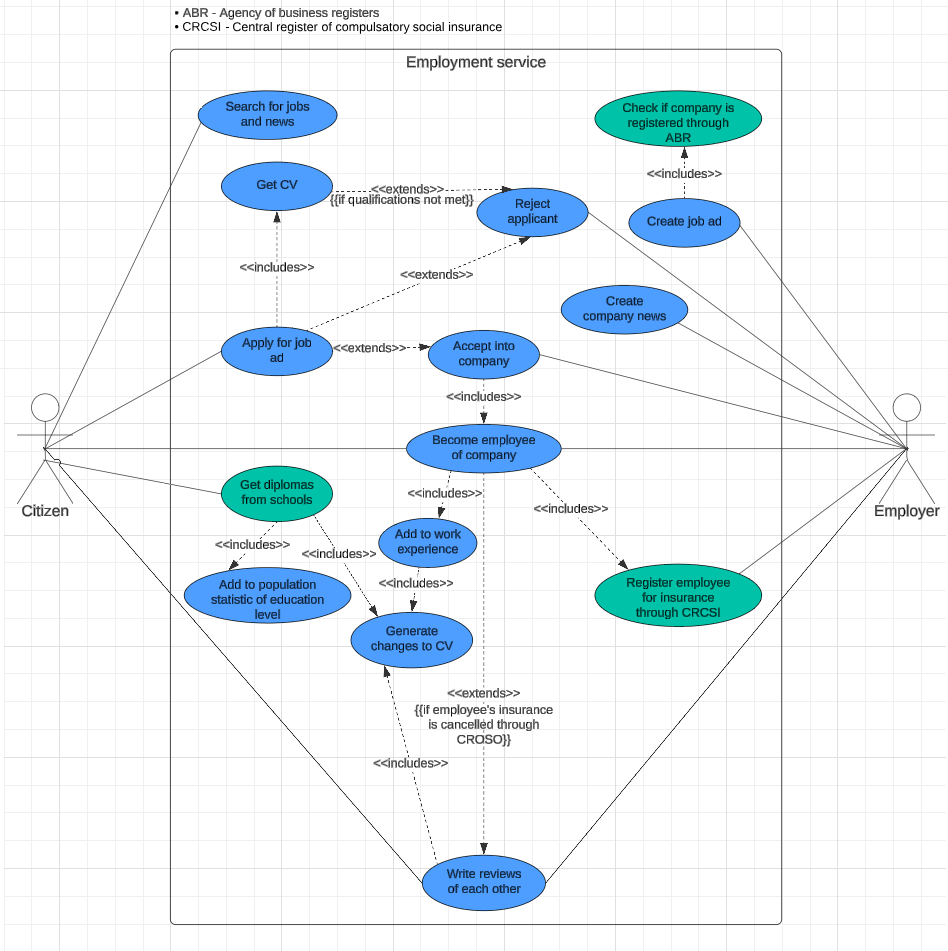 • ABR - Agency of business registers
• CRCSI - Central register of compulsatory social insurance
Employment service
Search for jobs
and news
Check if company is
registered through
ABR
<<includes>>
Get CV
<<extends>>
{{if qualifications not met}}
Reject
applicant
Create job ad
<<includes>>
<<extends>>
Create
company news
Apply for job
ad
<<extends>>
Accept into
company
<<includes>>
Become employee
of company
Citizen
Employer
Get diplomas
from schools
<<includes>>
<<includes>>
<<includes>>
<<includes>>
Add to work
experience
<<includes>>
Add to population
statistic of education
level
Register employee
for insurance
through CRCSI
Generate
changes to CV
<<extends>>
{{if employee's insurance
is cancelled through
CROSO}}
<<includes>>
Write reviews
of each other